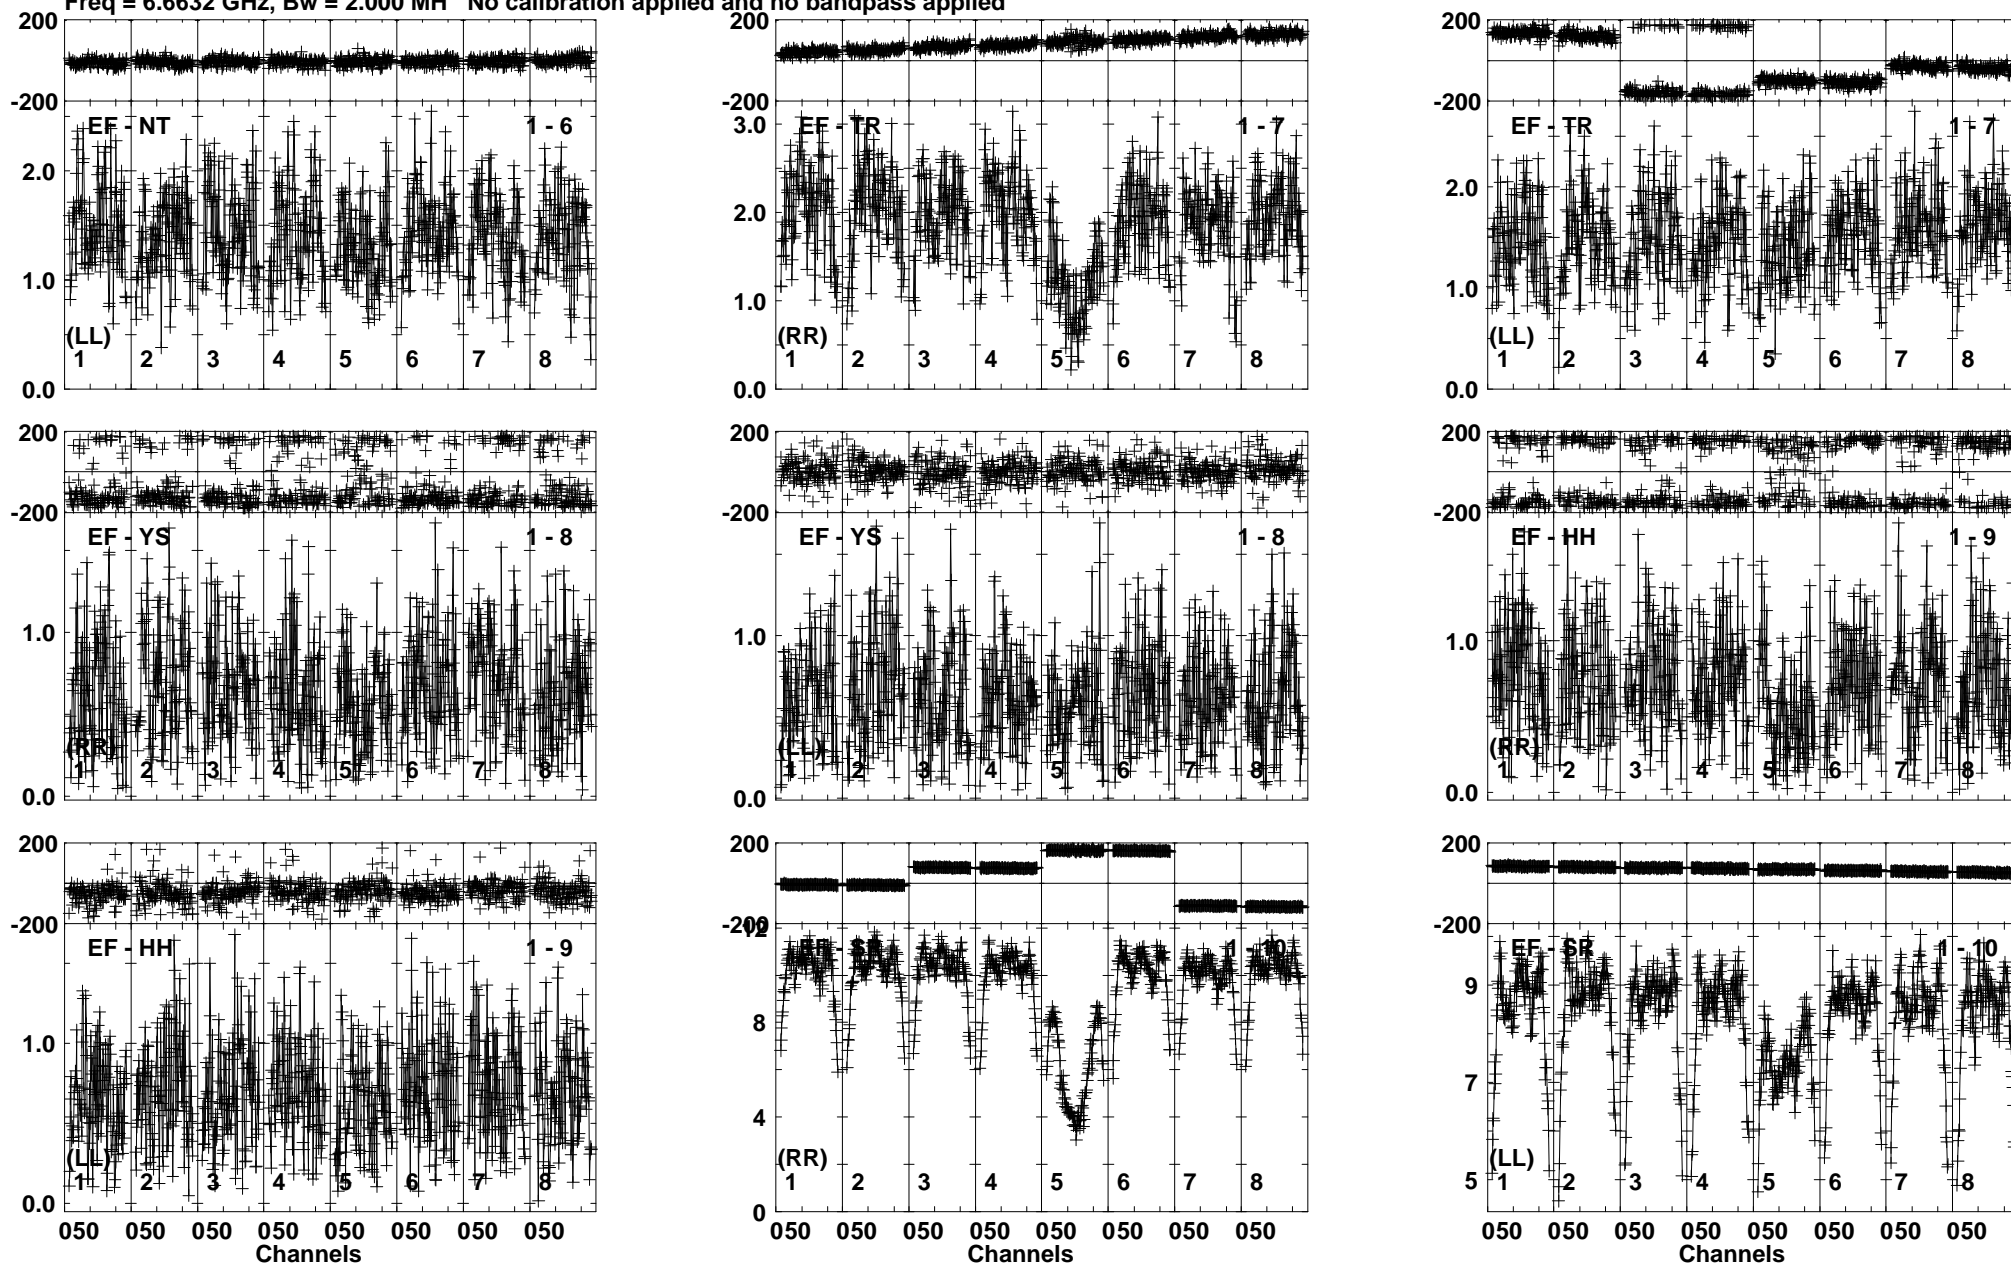 Freq = 6.6632 GHz, Bw = 2.000 MH No calibration applied and no bandpass applied
200
-200
EF - NT 1 - 6
2.0
1.0
(LL)
1 2 3 4 5 6 7 8
0.0
200
-200
3.0
EF - TR 1 - 7
2.0
1.0
(RR)
1 2 3 4 5 6 7 8
0.0
200
-200
EF - TR 1 - 7
2.0
1.0
(LL)
1 2 3 4 5 6 7 8
0.0
200
-200
EF - YS 1 - 8
1.0
(RR)
1 2 3 4 5 6 7 8
0.0
200
-200
EF - YS 1 - 8
1.0
(LL)
1 2 3 4 5 6 7 8
0.0
200
-200
EF - HH 1 - 9
1.0
(RR)
1 2 3 4 5 6 7 8
0.0
200
-200
EF - HH 1 - 9
1.0
(LL)
1 2 3 4 5 6 7 8
0.0
050 050 050 050 050 050 050 050
Channels
200
-200
12
EF - SR 1 - 10
8
4
(RR)
1 2 3 4 5 6 7 8
0
050 050 050 050 050 050 050 050
Channels
200
-200
EF - SR 1 - 10
9
7
(LL)
5 1 2 3 4 5 6 7 8
050 050 050 050 050 050 050 050
Channels